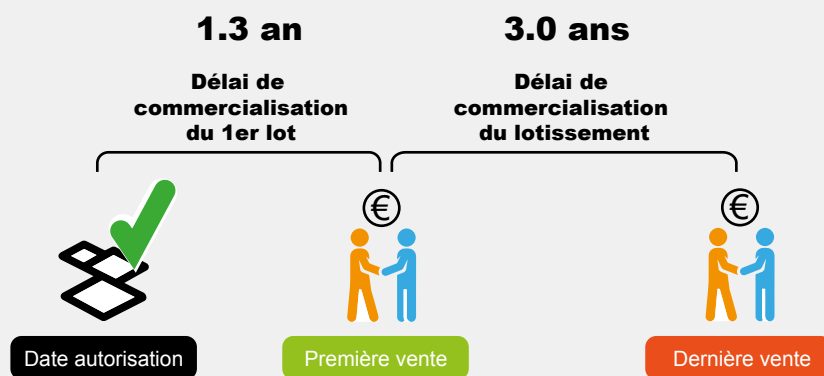 1.3 an
3.0 ans
Délai de
commercialisation
du 1er lot
Délai de
commercialisation
du lotissement
€
€
Date autorisation
Première vente
Dernière vente